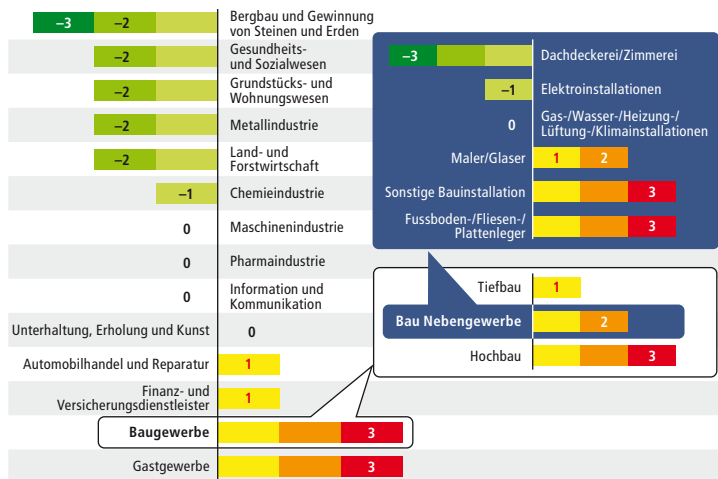 −3 −2 Bergbau und Gewinnung
von Steinen und Erden
−2 Gesundheits-
und Sozialwesen
−2 Grundstücks- und
Wohnungswesen
−2 Metallindustrie
−2 Land- und
Forstwirtschaft
−1 Chemieindustrie
0 Maschinenindustrie
0 Pharmaindustrie
0 Information und
Kommunikation
Unterhaltung, Erholung und Kunst 0
Automobilhandel und Reparatur 1
Finanz- und
Versicherungsdienstleister 1
Baugewerbe 3
Gastgewerbe 3
−3 Dachdeckerei/Zimmerei
−1 Elektroinstallationen
0 Gas-/Wasser-/Heizung-/
Lüftung-/Klimainstallationen
Maler/Glaser 1 2
Sonstige Bauinstallation 3
Fussboden-/Fliesen-/
Plattenleger 3
Tiefbau 1
Bau Nebengewerbe 2
Hochbau 3